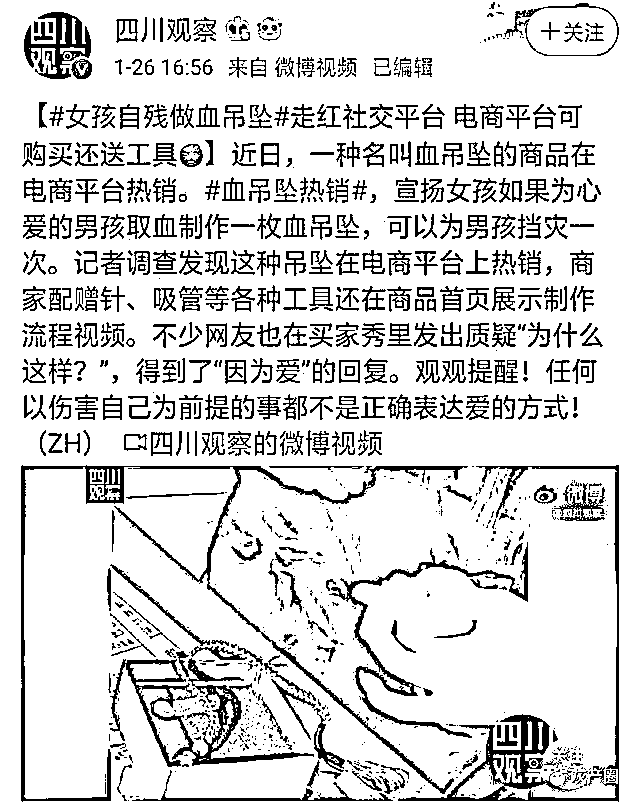 四川观察
四川观察
+关注
1-26 16:56 来自 微博视频 已编辑
【#女孩自残做血吊坠#走红社交平台 电商平台可
购买还送工具】近日，一种名叫血吊坠的商品在
电商平台热销。#血吊坠热销#，宣扬女孩如果为心
爱的男孩取血制作一枚血吊坠，可以为男孩挡灾一
次。记者调查发现这种吊坠在电商平台上热销，商
家配赠针、吸管等各种工具还在商品首页展示制作
流程视频。不少网友也在买家秀里发出质疑“为什么
这样？”，得到了“因为爱”的回复。观观提醒！任何
以伤害自己为前提的事都不是正确表达爱的方式！
（ZH） 四川观察的微博视频
四川
观察
微博
四川
观察